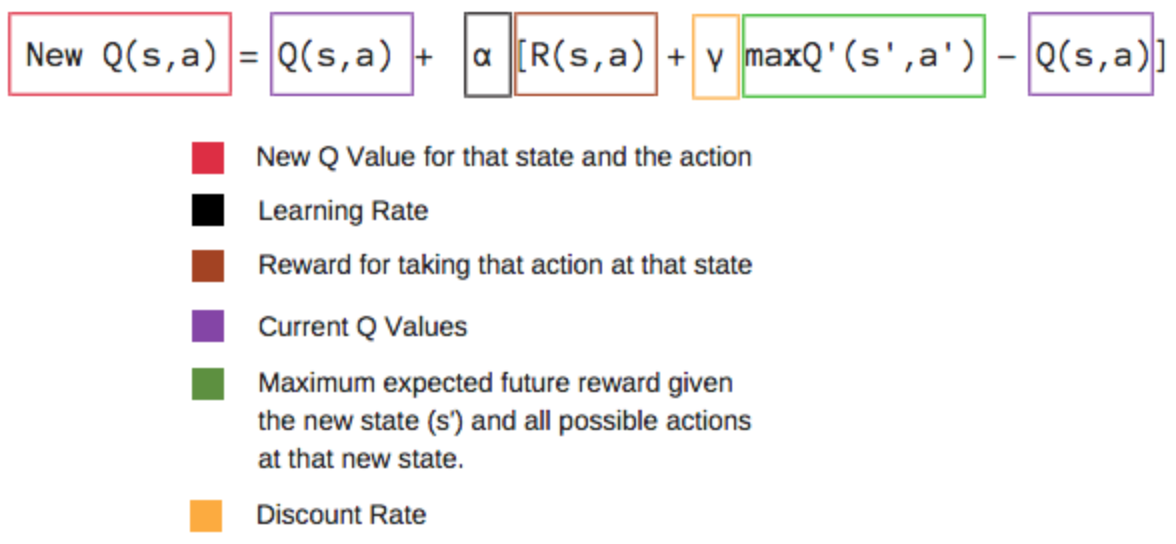 New Q(s,a) = Q(s,a) + α [R(s,a) + γ maxQ'(s',a') − Q(s,a)]
New Q Value for that state and the action
Learning Rate
Reward for taking that action at that state
Current Q Values
Maximum expected future reward given
the new state (s') and all possible actions
at that new state.
Discount Rate